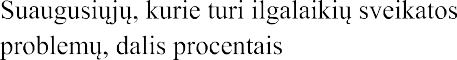 Suaugusiųjų, kurie turi ilgalaikių sveikatos
problemų, dalis procentais